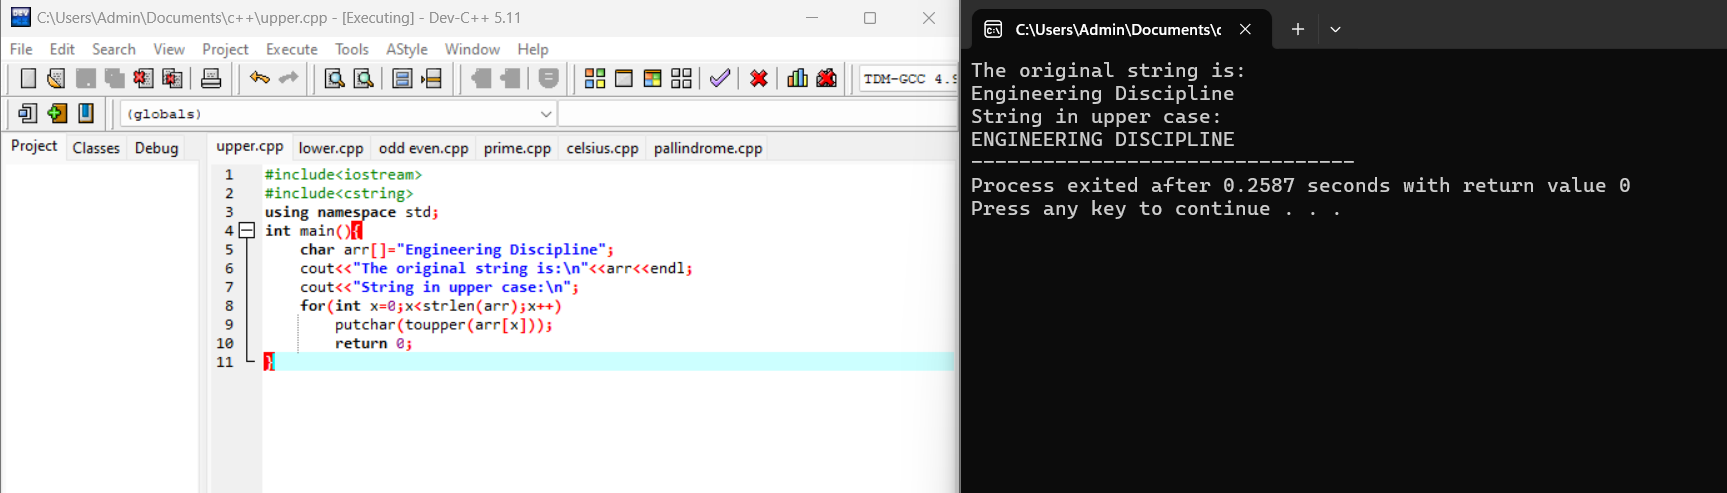 C:\Users\Admin\Documents\c++\upper.cpp - [Executing] - Dev-C++ 5.11
File Edit Search View Project Execute Tools AStyle Window Help
TDM-GCC 4.9
(globals)
Project Classes Debug
upper.cpp lower.cpp odd even.cpp prime.cpp celsius.cpp pallindrome.cpp
1 #include<iostream>
2 #include<cstring>
3 using namespace std;
4 int main(){
5 char arr[]="Engineering Discipline";
6 cout<<"The original string is:\n"<<arr<<endl;
7 cout<<"String in upper case:\n";
8 for(int x=0;x<strlen(arr);x++)
9 putchar(toupper(arr[x]));
10 return 0;
11 }
C:\Users\Admin\Documents\c
The original string is:
Engineering Discipline
String in upper case:
ENGINEERING DISCIPLINE
--------------------------------
Process exited after 0.2587 seconds with return value 0
Press any key to continue . . .